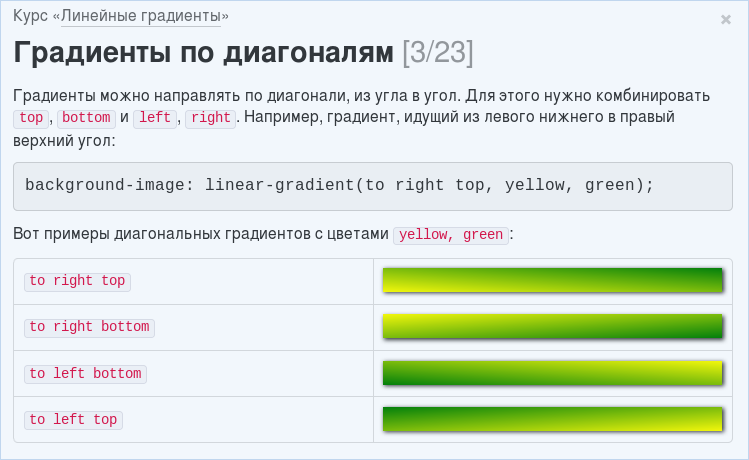 Курс «Линейные градиенты»
×
Градиенты по диагоналям [3/23]
Градиенты можно направлять по диагонали, из угла в угол. Для этого нужно комбинировать
top, bottom и left, right. Например, градиент, идущий из левого нижнего в правый
верхний угол:
background-image: linear-gradient(to right top, yellow, green);
Вот примеры диагональных градиентов с цветами yellow, green:
to right top
to right bottom
to left bottom
to left top